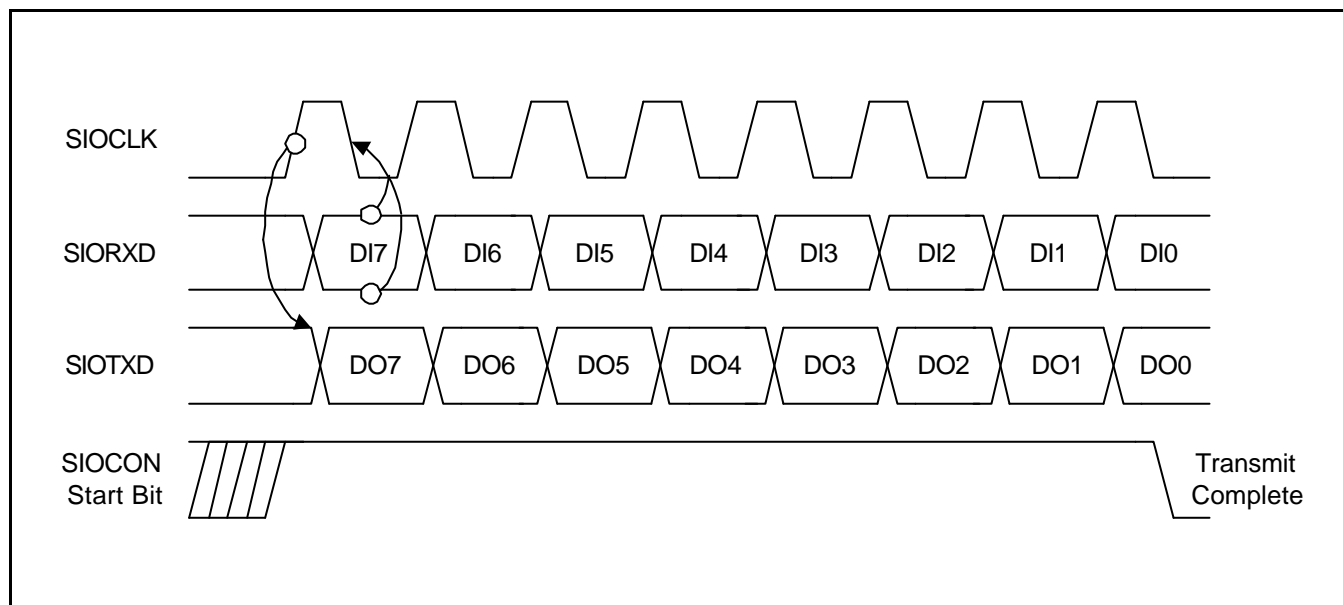 SIOCLK
SIORXD
DI7 DI6 DI5 DI4 DI3 DI2 DI1 DI0
SIOTXD
DO7 DO6 DO5 DO4 DO3 DO2 DO1 DO0
SIOCON
Start Bit
Transmit
Complete